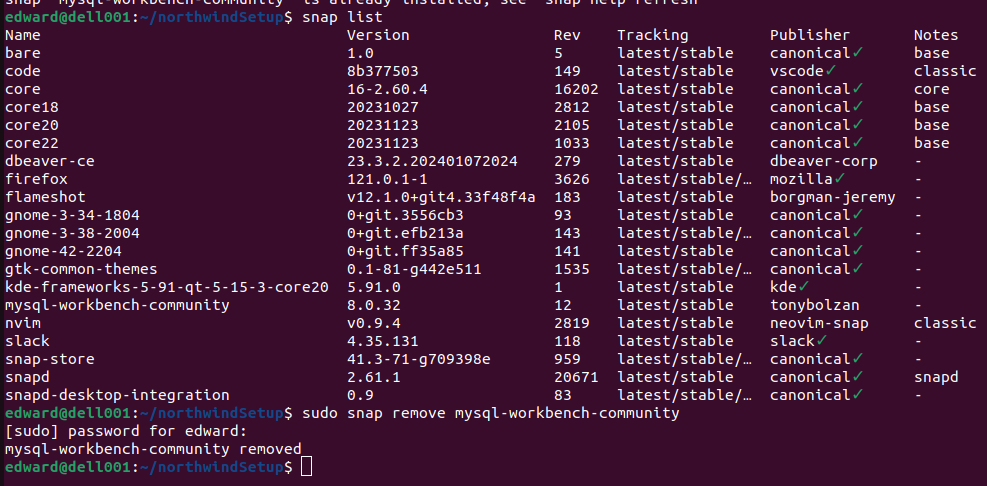 snap "mysql-workbench-community" is already installed, see 'snap help refresh'
edward@dell001:~/northwindSetup$ snap list
Name Version Rev Tracking Publisher Notes
bare 1.0 5 latest/stable canonical✓ base
code 8b377503 149 latest/stable vscode✓ classic
core 16-2.60.4 16202 latest/stable canonical✓ core
core18 20231027 2812 latest/stable canonical✓ base
core20 20231123 2105 latest/stable canonical✓ base
core22 20231123 1033 latest/stable canonical✓ base
dbeaver-ce 23.3.2.202401072024 279 latest/stable dbeaver-corp -
firefox 121.0.1-1 3626 latest/stable/… mozilla✓ -
flameshot v12.1.0+git4.33f48f4a 183 latest/stable borgman-jeremy -
gnome-3-34-1804 0+git.3556cb3 93 latest/stable canonical✓ -
gnome-3-38-2004 0+git.efb213a 143 latest/stable/… canonical✓ -
gnome-42-2204 0+git.ff35a85 141 latest/stable canonical✓ -
gtk-common-themes 0.1-81-g442e511 1535 latest/stable/… canonical✓ -
kde-frameworks-5-91-qt-5-15-3-core20 5.91.0 1 latest/stable kde✓ -
mysql-workbench-community 8.0.32 12 latest/stable tonybolzan -
nvim v0.9.4 2819 latest/stable neovim-snap classic
slack 4.35.131 118 latest/stable slack✓ -
snap-store 41.3-71-g709398e 959 latest/stable/… canonical✓ -
snapd 2.61.1 20671 latest/stable canonical✓ snapd
snapd-desktop-integration 0.9 83 latest/stable/… canonical✓ -
edward@dell001:~/northwindSetup$ sudo snap remove mysql-workbench-community
[sudo] password for edward:
mysql-workbench-community removed
edward@dell001:~/northwindSetup$